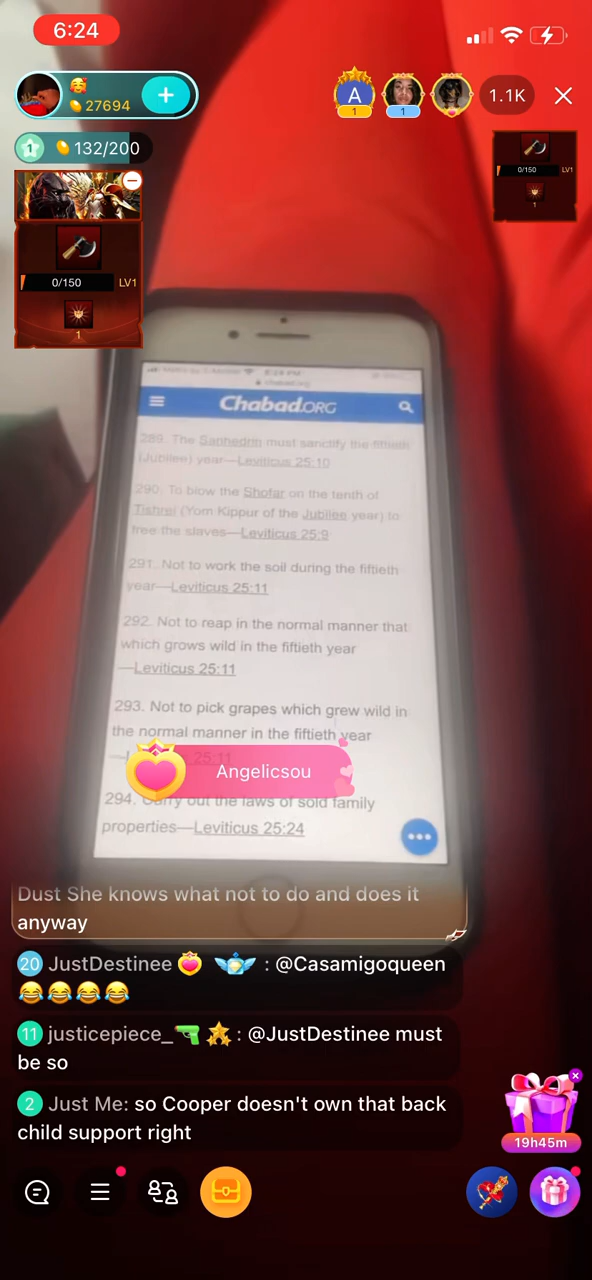 6:24
27694
+
A
1
1
1.1K
1
132/200
0/150
LV1
1
0/150
LV1
1
Chabad.ORG
289. The Sanhedrin must sanctify the fiftieth
(Jubilee) year—Leviticus 25:10
290. To blow the Shofar on the tenth of
Tishrei (Yom Kippur of the Jubilee year) to
free the slaves—Leviticus 25:9
291. Not to work the soil during the fiftieth
year—Leviticus 25:11
292. Not to reap in the normal manner that
which grows wild in the fiftieth year
—Leviticus 25:11
293. Not to pick grapes which grew wild in
the normal manner in the fiftieth year
25:11
Angelicsou
294. Carry out the laws of sold family
properties—Leviticus 25:24
Dust She knows what not to do and does it
anyway
20 JustDestinee : @Casamigoqueen
😂😂😂😂
11 justicepiece_🔫 : @JustDestinee must
be so
2 Just Me: so Cooper doesn't own that back
child support right
19h45m